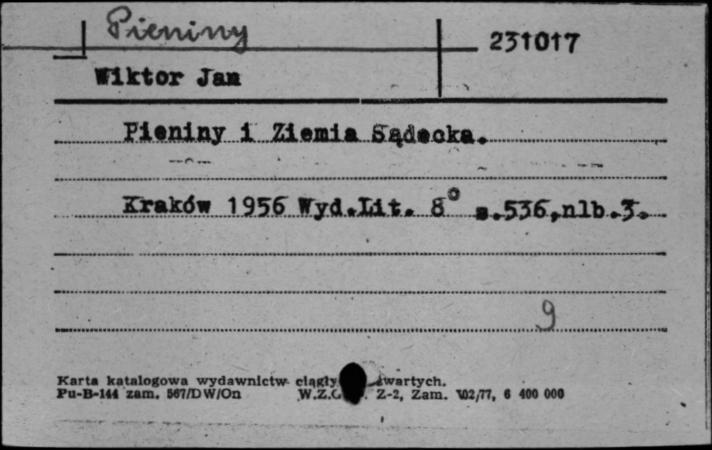 Pieniny
231017
Wiktor Jan
Pieniny i Ziemia Sądecka.
Kraków 1956 Wyd.Lit. 8° s.536,nlb.3.
9
Karta katalogowa wydawnictw ciągły wartych.
Pu-B-144 zam. 567/DW/On W.Z.G. Z-2, Zam. 102/77, 6 400 000